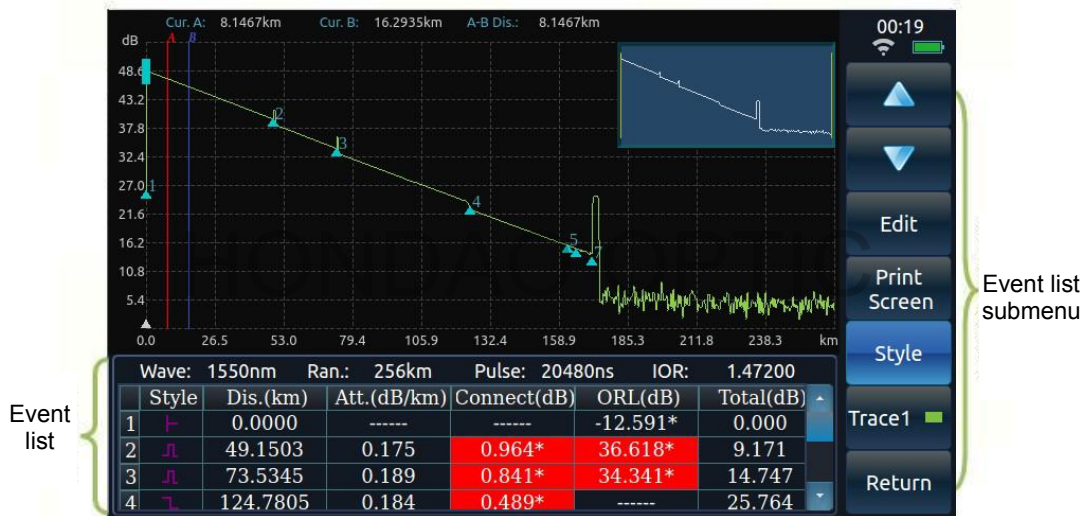 Cur. A: 8.1467km Cur. B: 16.2935km A-B Dis.: 8.1467km
00:19
dB A B
48.6
43.2
37.8
32.4
27.0
21.6
16.2
10.8
5.4
1
2
3
4
5
7
0.0 26.5 53.0 79.4 105.9 132.4 158.9 185.3 211.8 238.3 km
Wave: 1550nm Ran.: 256km Pulse: 20480ns IOR: 1.47200
Style Dis.(km) Att.(dB/km) Connect(dB) ORL(dB) Total(dB)
1 0.0000 ------ ------ -12.591* 0.000
2 49.1503 0.175 0.964* 36.618* 9.171
3 73.5345 0.189 0.841* 34.341* 14.747
4 124.7805 0.184 0.489* ------ 25.764
Edit
Print
Screen
Style
Trace1
Return
Event
list
Event list
submenu